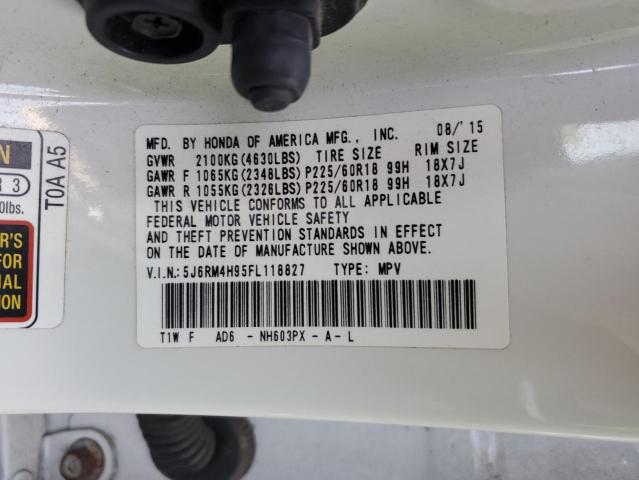 MFD. BY HONDA OF AMERICA MFG., INC. 08/'15
GVWR 2100KG(4630LBS) TIRE SIZE RIM SIZE
GAWR F 1065KG(2348LBS)P225/60R18 99H 18X7J
GAWR R 1055KG(2326LBS)P225/60R18 99H 18X7J
THIS VEHICLE CONFORMS TO ALL APPLICABLE
FEDERAL MOTOR VEHICLE SAFETY
AND THEFT PREVENTION STANDARDS IN EFFECT
ON THE DATE OF MANUFACTURE SHOWN ABOVE.
V.I.N.:5J6RM4H95FL118827 TYPE: MPV
T1W F AD6 - NH603PX - A - L
T0A A5
3
0lbs.
FOR